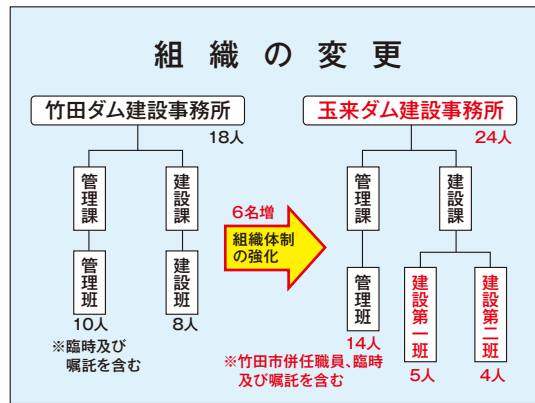 組織の変更
竹田ダム建設事務所
18人
管理課
建設課
管理班
建設班
10人
8人
※臨時及び
嘱託を含む
6名増
組織体制
の強化
玉来ダム建設事務所
24人
管理課
建設課
管理班
建設第一班
建設第二班
14人
5人
4人
※竹田市併任職員、臨時
及び嘱託を含む